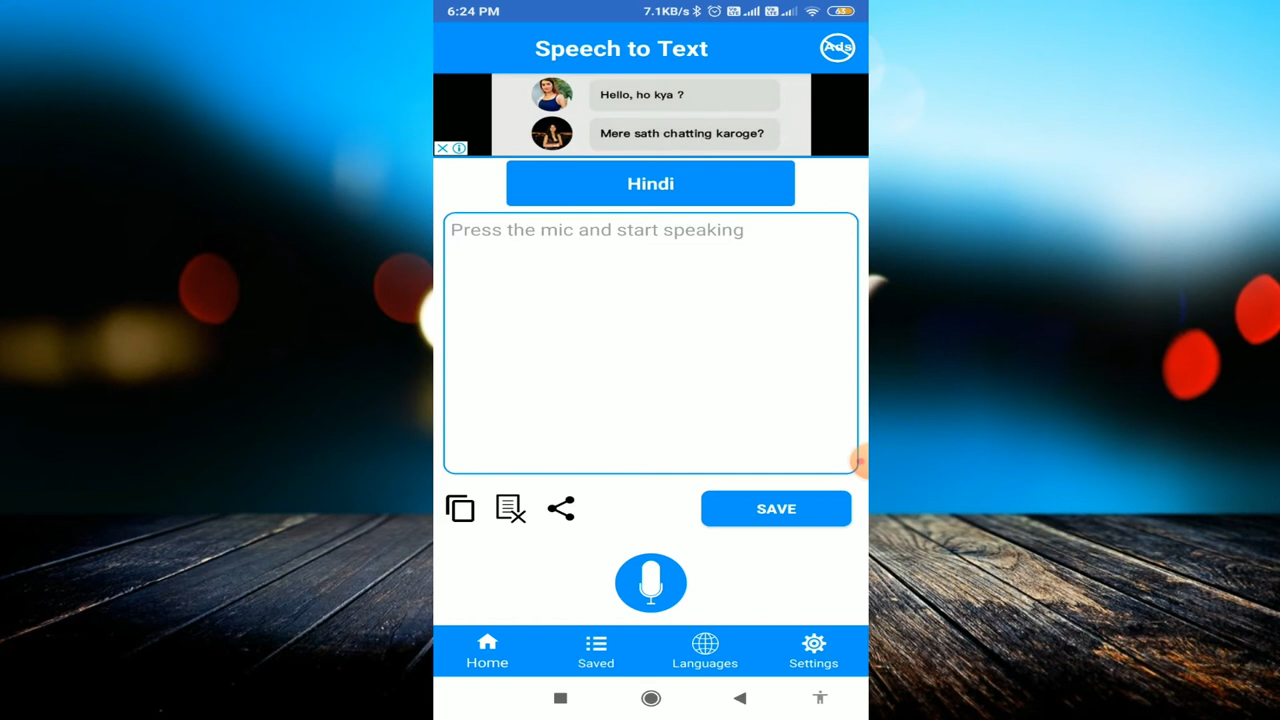 6:24 PM 7.1KB/s 63
Speech to Text
Ads
Hello, ho kya ?
Mere sath chatting karoge?
Hindi
Press the mic and start speaking
SAVE
Home Saved Languages Settings